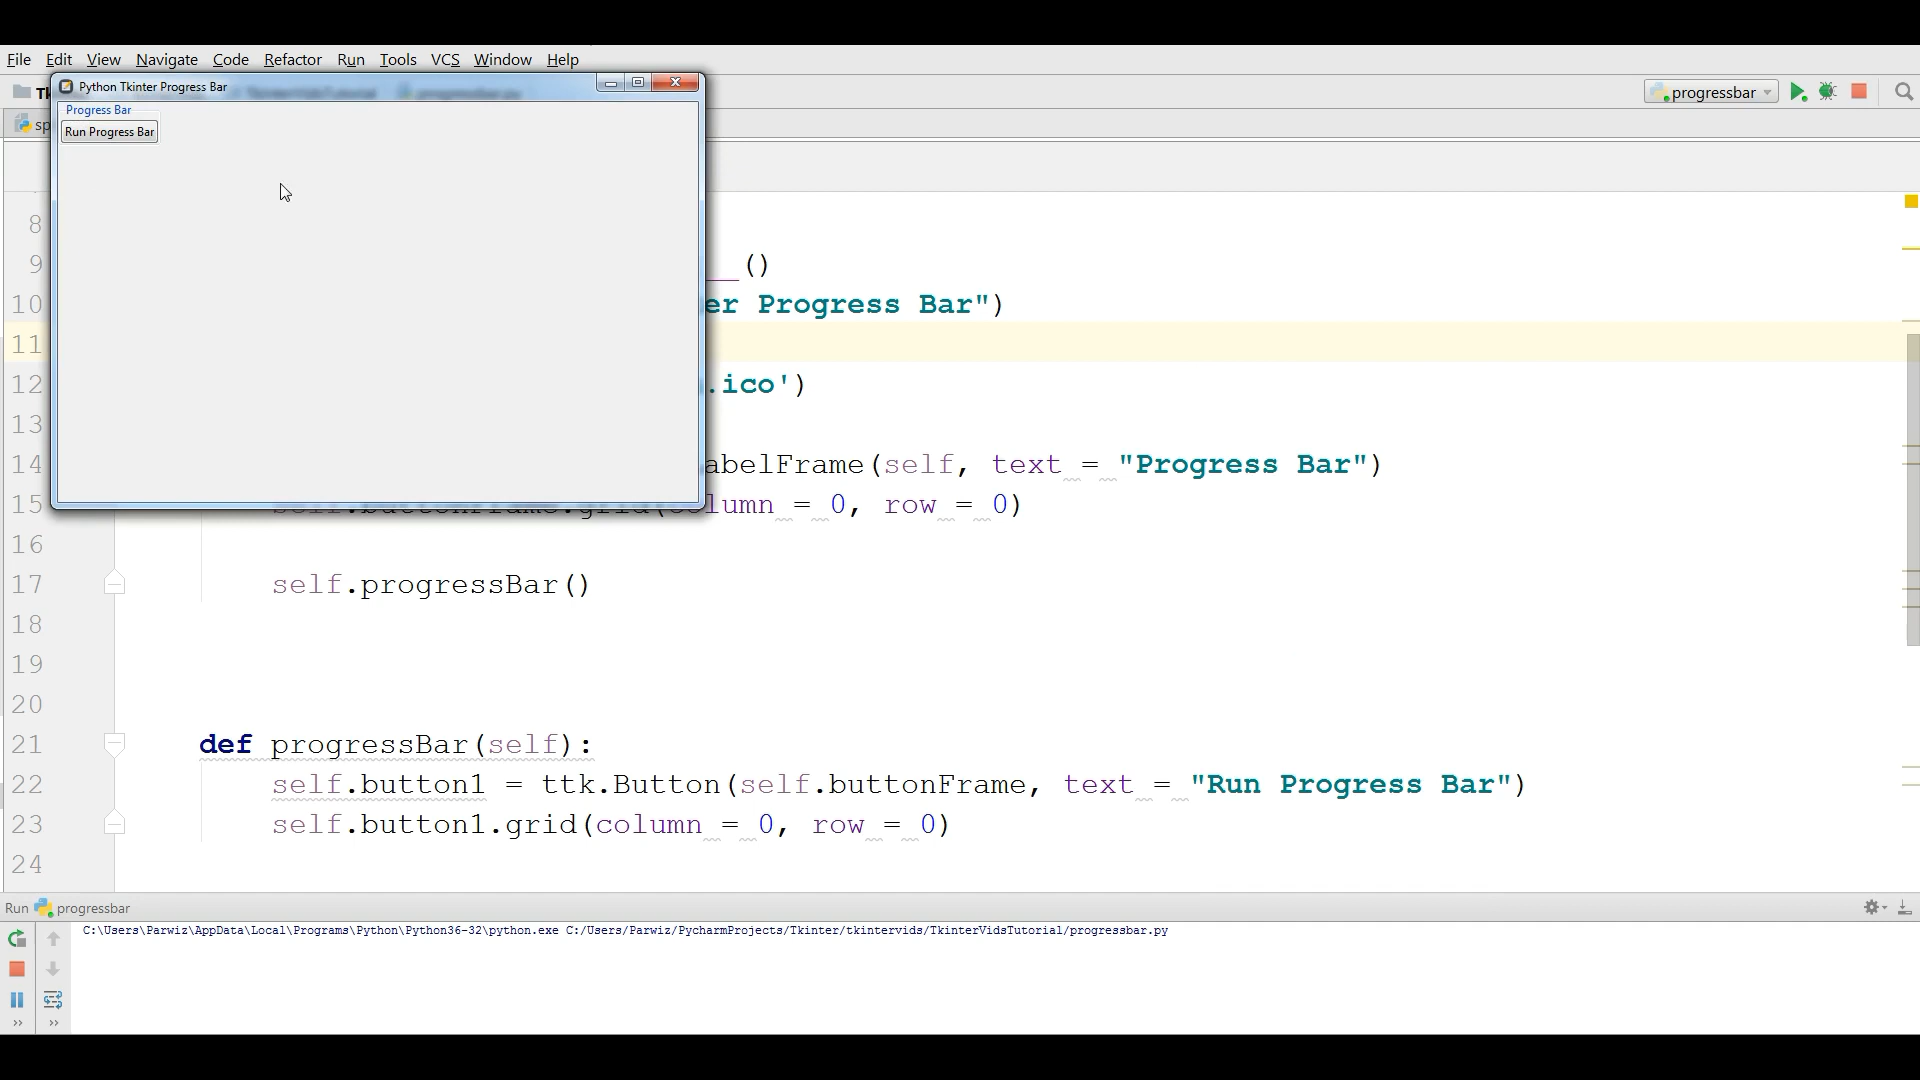 File Edit View Navigate Code Refactor Run Tools VCS Window Help
Python Tkinter Progress Bar
progressbar
Progress Bar
Run Progress Bar
8
9 ()
10 er Progress Bar")
11
12 .ico')
13
14 abelFrame(self, text = "Progress Bar")
15 self.buttonFrame.grid(column = 0, row = 0)
16
17 self.progressBar()
18
19
20
21 def progressBar(self):
22 self.button1 = ttk.Button(self.buttonFrame, text = "Run Progress Bar")
23 self.button1.grid(column = 0, row = 0)
24
Run progressbar
C:\Users\Parwiz\AppData\Local\Programs\Python\Python36-32\python.exe C:/Users/Parwiz/PycharmProjects/Tkinter/tkintervids/TkinterVidsTutorial/progressbar.py